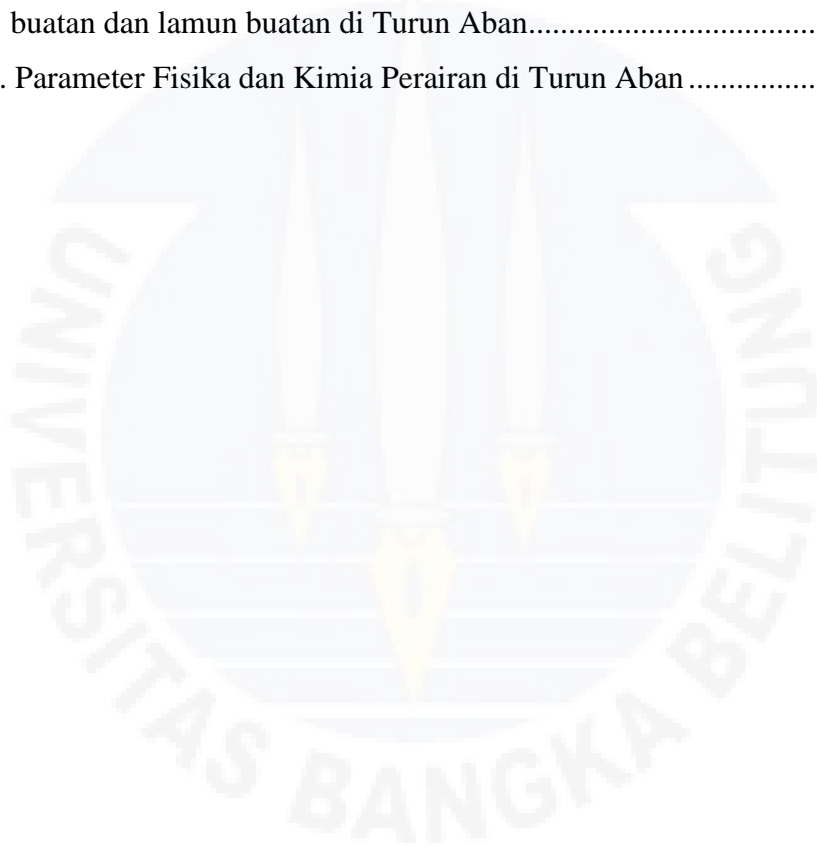 buatan dan lamun buatan di Turun Aban....................................
. Parameter Fisika dan Kimia Perairan di Turun Aban ................
UNIVERSITAS BANGKA BELITUNG